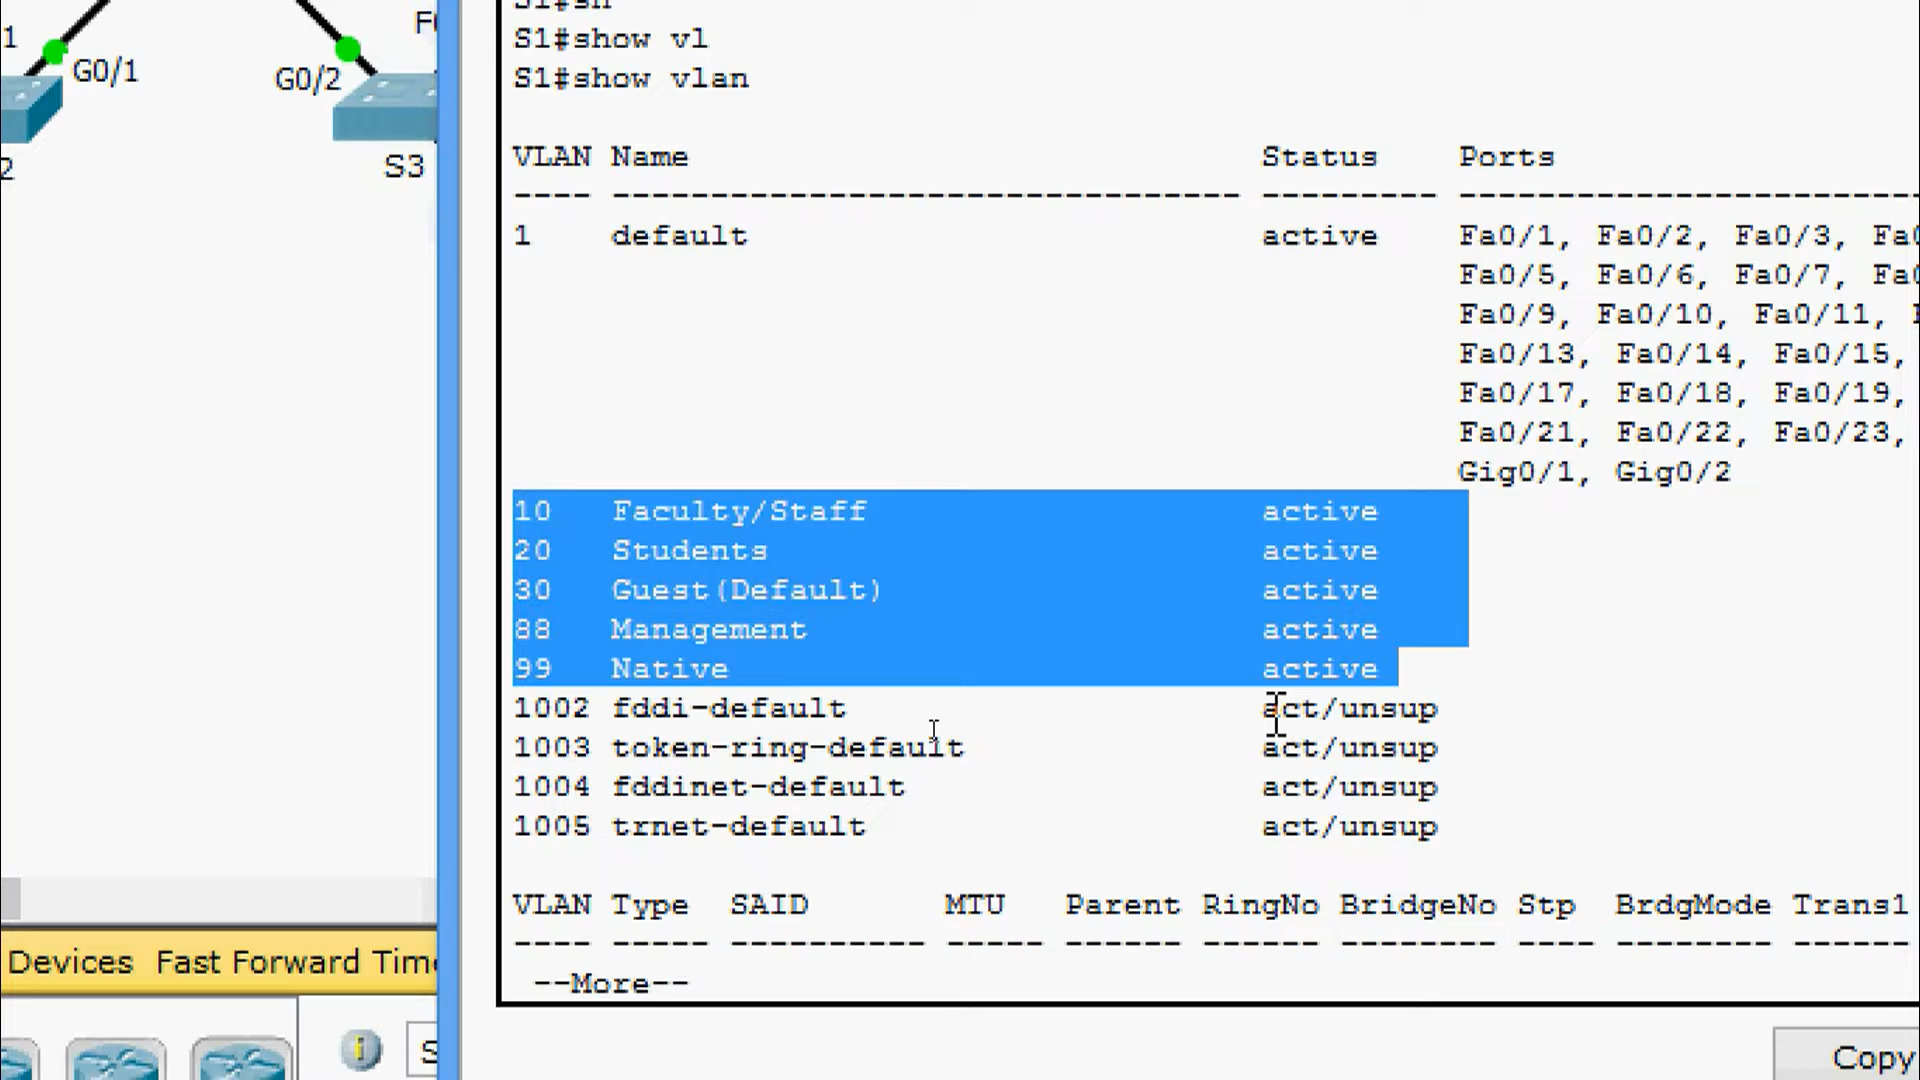 S1#sh
S1#show vl
S1#show vlan
VLAN Name Status Ports
---- -------------------------------- --------- -----------------------
1 default active Fa0/1, Fa0/2, Fa0/3,
Fa0/5, Fa0/6, Fa0/7,
Fa0/9, Fa0/10, Fa0/11,
Fa0/13, Fa0/14, Fa0/15,
Fa0/17, Fa0/18, Fa0/19,
Fa0/21, Fa0/22, Fa0/23,
Gig0/1, Gig0/2
10 Faculty/Staff active
20 Students active
30 Guest(Default) active
88 Management active
99 Native active
1002 fddi-default act/unsup
1003 token-ring-default act/unsup
1004 fddinet-default act/unsup
1005 trnet-default act/unsup
VLAN Type SAID MTU Parent RingNo BridgeNo Stp BrdgMode Trans1
---- ----- ---------- ----- ------ ------ -------- ---- -------- ------
--More--
Copy
1
G0/1
G0/2
2
S3
Devices Fast Forward Time